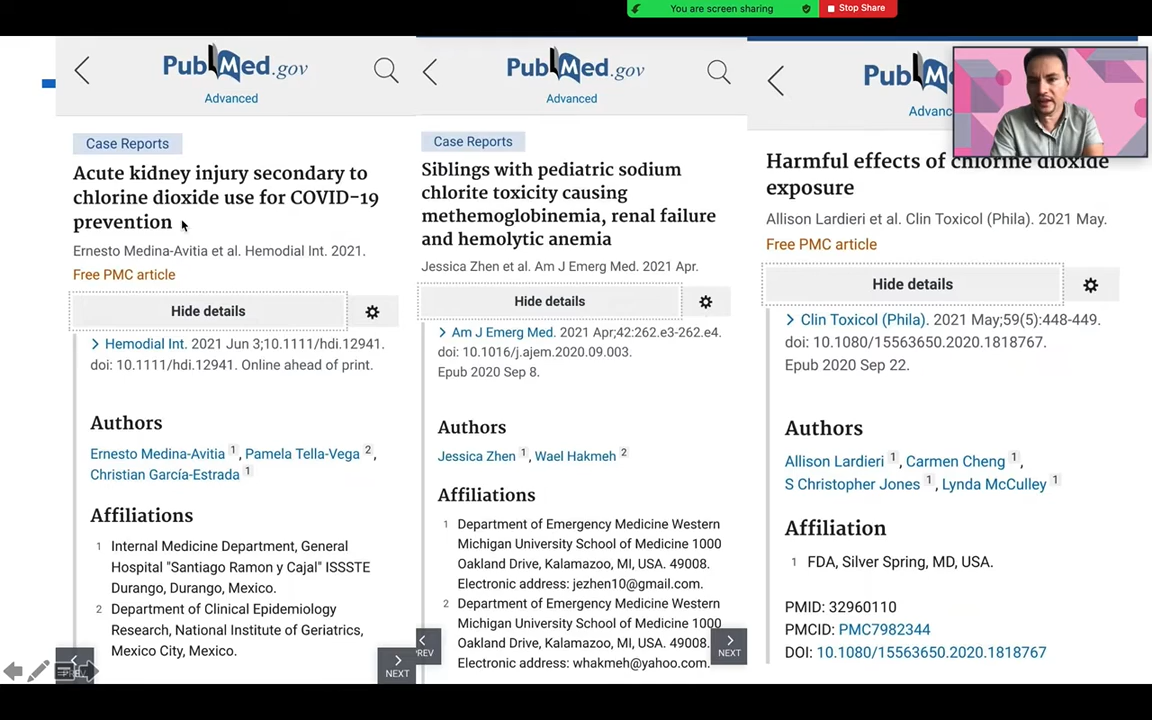 You are screen sharing
Stop Share
PubMed.gov
Advanced
Case Reports
Acute kidney injury secondary to
chlorine dioxide use for COVID-19
prevention
Ernesto Medina-Avitia et al. Hemodial Int. 2021.
Free PMC article
Hide details
Hemodial Int. 2021 Jun 3;10.1111/hdi.12941.
doi: 10.1111/hdi.12941. Online ahead of print.
Authors
Ernesto Medina-Avitia 1, Pamela Tella-Vega 2,
Christian García-Estrada 1
Affiliations
1 Internal Medicine Department, General
Hospital "Santiago Ramon y Cajal" ISSSTE
Durango, Durango, Mexico.
2 Department of Clinical Epidemiology
Research, National Institute of Geriatrics,
Mexico City, Mexico.
NEXT
PubMed.gov
Advanced
Case Reports
Siblings with pediatric sodium
chlorite toxicity causing
methemoglobinemia, renal failure
and hemolytic anemia
Jessica Zhen et al. Am J Emerg Med. 2021 Apr.
Hide details
Am J Emerg Med. 2021 Apr;42:262.e3-262.e4.
doi: 10.1016/j.ajem.2020.09.003.
Epub 2020 Sep 8.
Authors
Jessica Zhen 1, Wael Hakmeh 2
Affiliations
1 Department of Emergency Medicine Western
Michigan University School of Medicine 1000
Oakland Drive, Kalamazoo, MI, USA. 49008.
Electronic address: jezhen10@gmail.com.
2 Department of Emergency Medicine Western
Michigan University School of Medicine 1000
Oakland Drive, Kalamazoo, MI, USA. 49008.
Electronic address: whakmeh@yahoo.com.
NEXT
Harmful effects of chlorine dioxide
exposure
Allison Lardieri et al. Clin Toxicol (Phila). 2021 May.
Free PMC article
Hide details
Clin Toxicol (Phila). 2021 May;59(5):448-449.
doi: 10.1080/15563650.2020.1818767.
Epub 2020 Sep 22.
Authors
Allison Lardieri 1, Carmen Cheng 1,
S Christopher Jones 1, Lynda McCulley 1
Affiliation
1 FDA, Silver Spring, MD, USA.
PMID: 32960110
PMCID: PMC7982344
DOI: 10.1080/15563650.2020.1818767